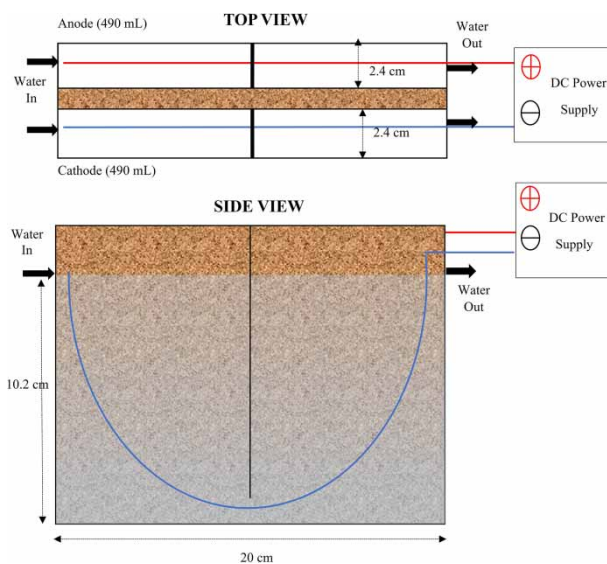 TOP VIEW
Anode (490 mL)
Water
Out
Water
In
2.4 cm
DC Power
Supply
2.4 cm
Cathode (490 mL)
SIDE VIEW
Water
In
DC Power
Supply
Water
Out
10.2 cm
20 cm